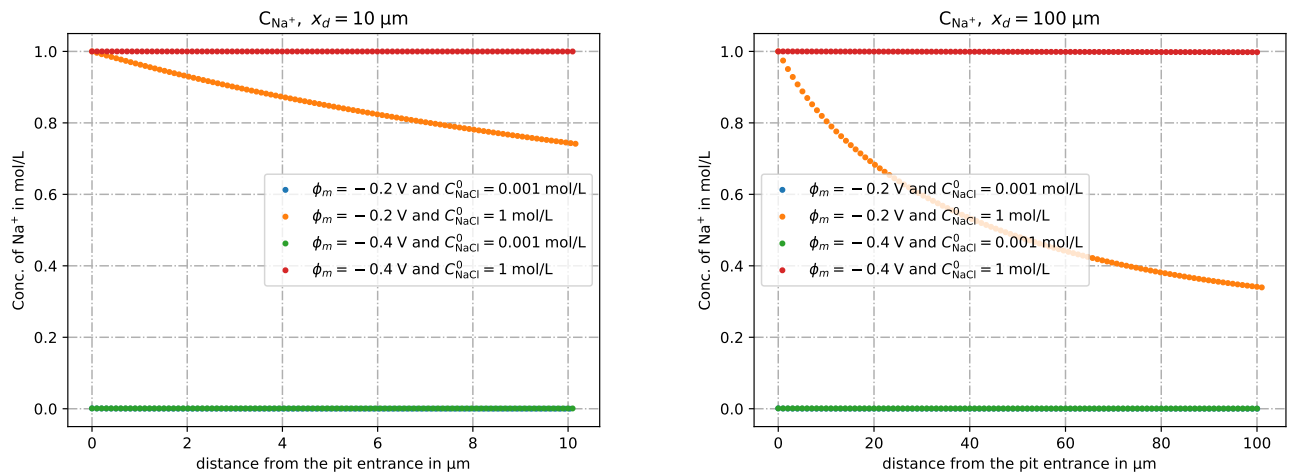 C_Na⁺, x_d = 10 μm
Conc. of Na⁺ in mol/L
1.0
0.8
0.6
0.4
0.2
0.0
ϕ_m = −0.2 V and C⁰_NaCl = 0.001 mol/L
ϕ_m = −0.2 V and C⁰_NaCl = 1 mol/L
ϕ_m = −0.4 V and C⁰_NaCl = 0.001 mol/L
ϕ_m = −0.4 V and C⁰_NaCl = 1 mol/L
0 2 4 6 8 10
distance from the pit entrance in μm
C_Na⁺, x_d = 100 μm
Conc. of Na⁺ in mol/L
1.0
0.8
0.6
0.4
0.2
0.0
ϕ_m = −0.2 V and C⁰_NaCl = 0.001 mol/L
ϕ_m = −0.2 V and C⁰_NaCl = 1 mol/L
ϕ_m = −0.4 V and C⁰_NaCl = 0.001 mol/L
ϕ_m = −0.4 V and C⁰_NaCl = 1 mol/L
0 20 40 60 80 100
distance from the pit entrance in μm